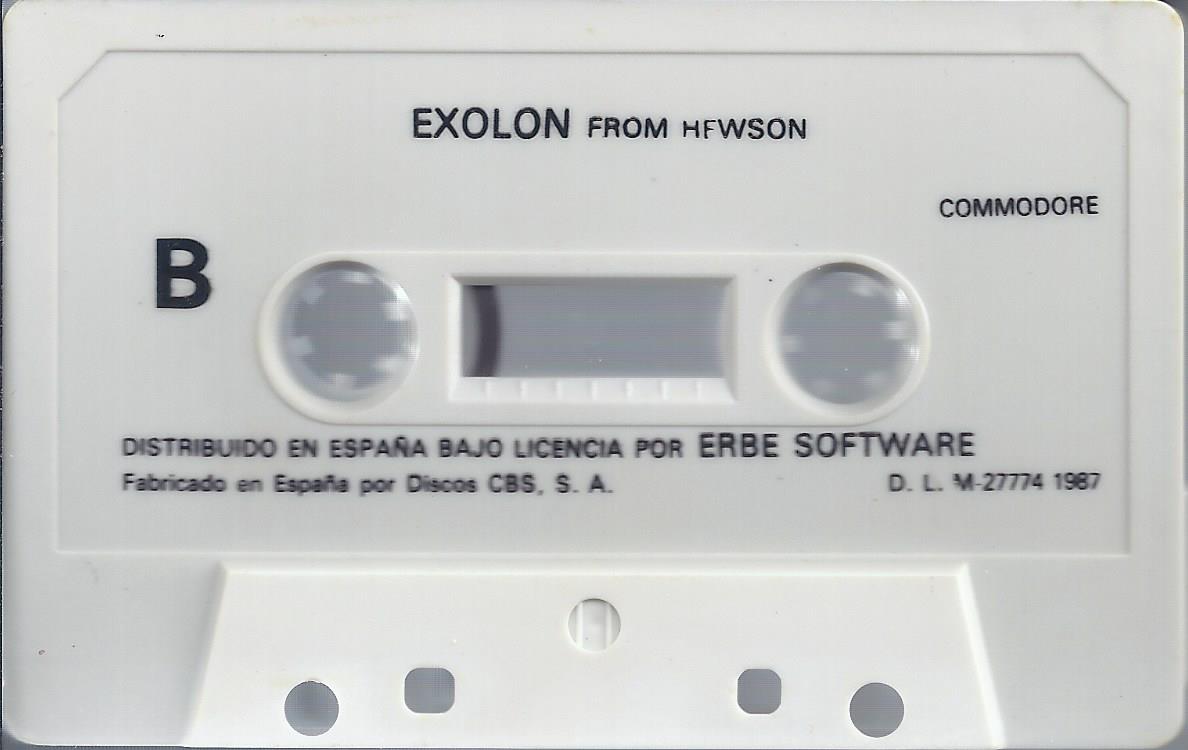 EXOLON FROM HEWSON
COMMODORE
B
DISTRIBUIDO EN ESPAÑA BAJO LICENCIA POR ERBE SOFTWARE
Fabricado en España por Discos CBS, S. A.
D. L. M-27774 1987